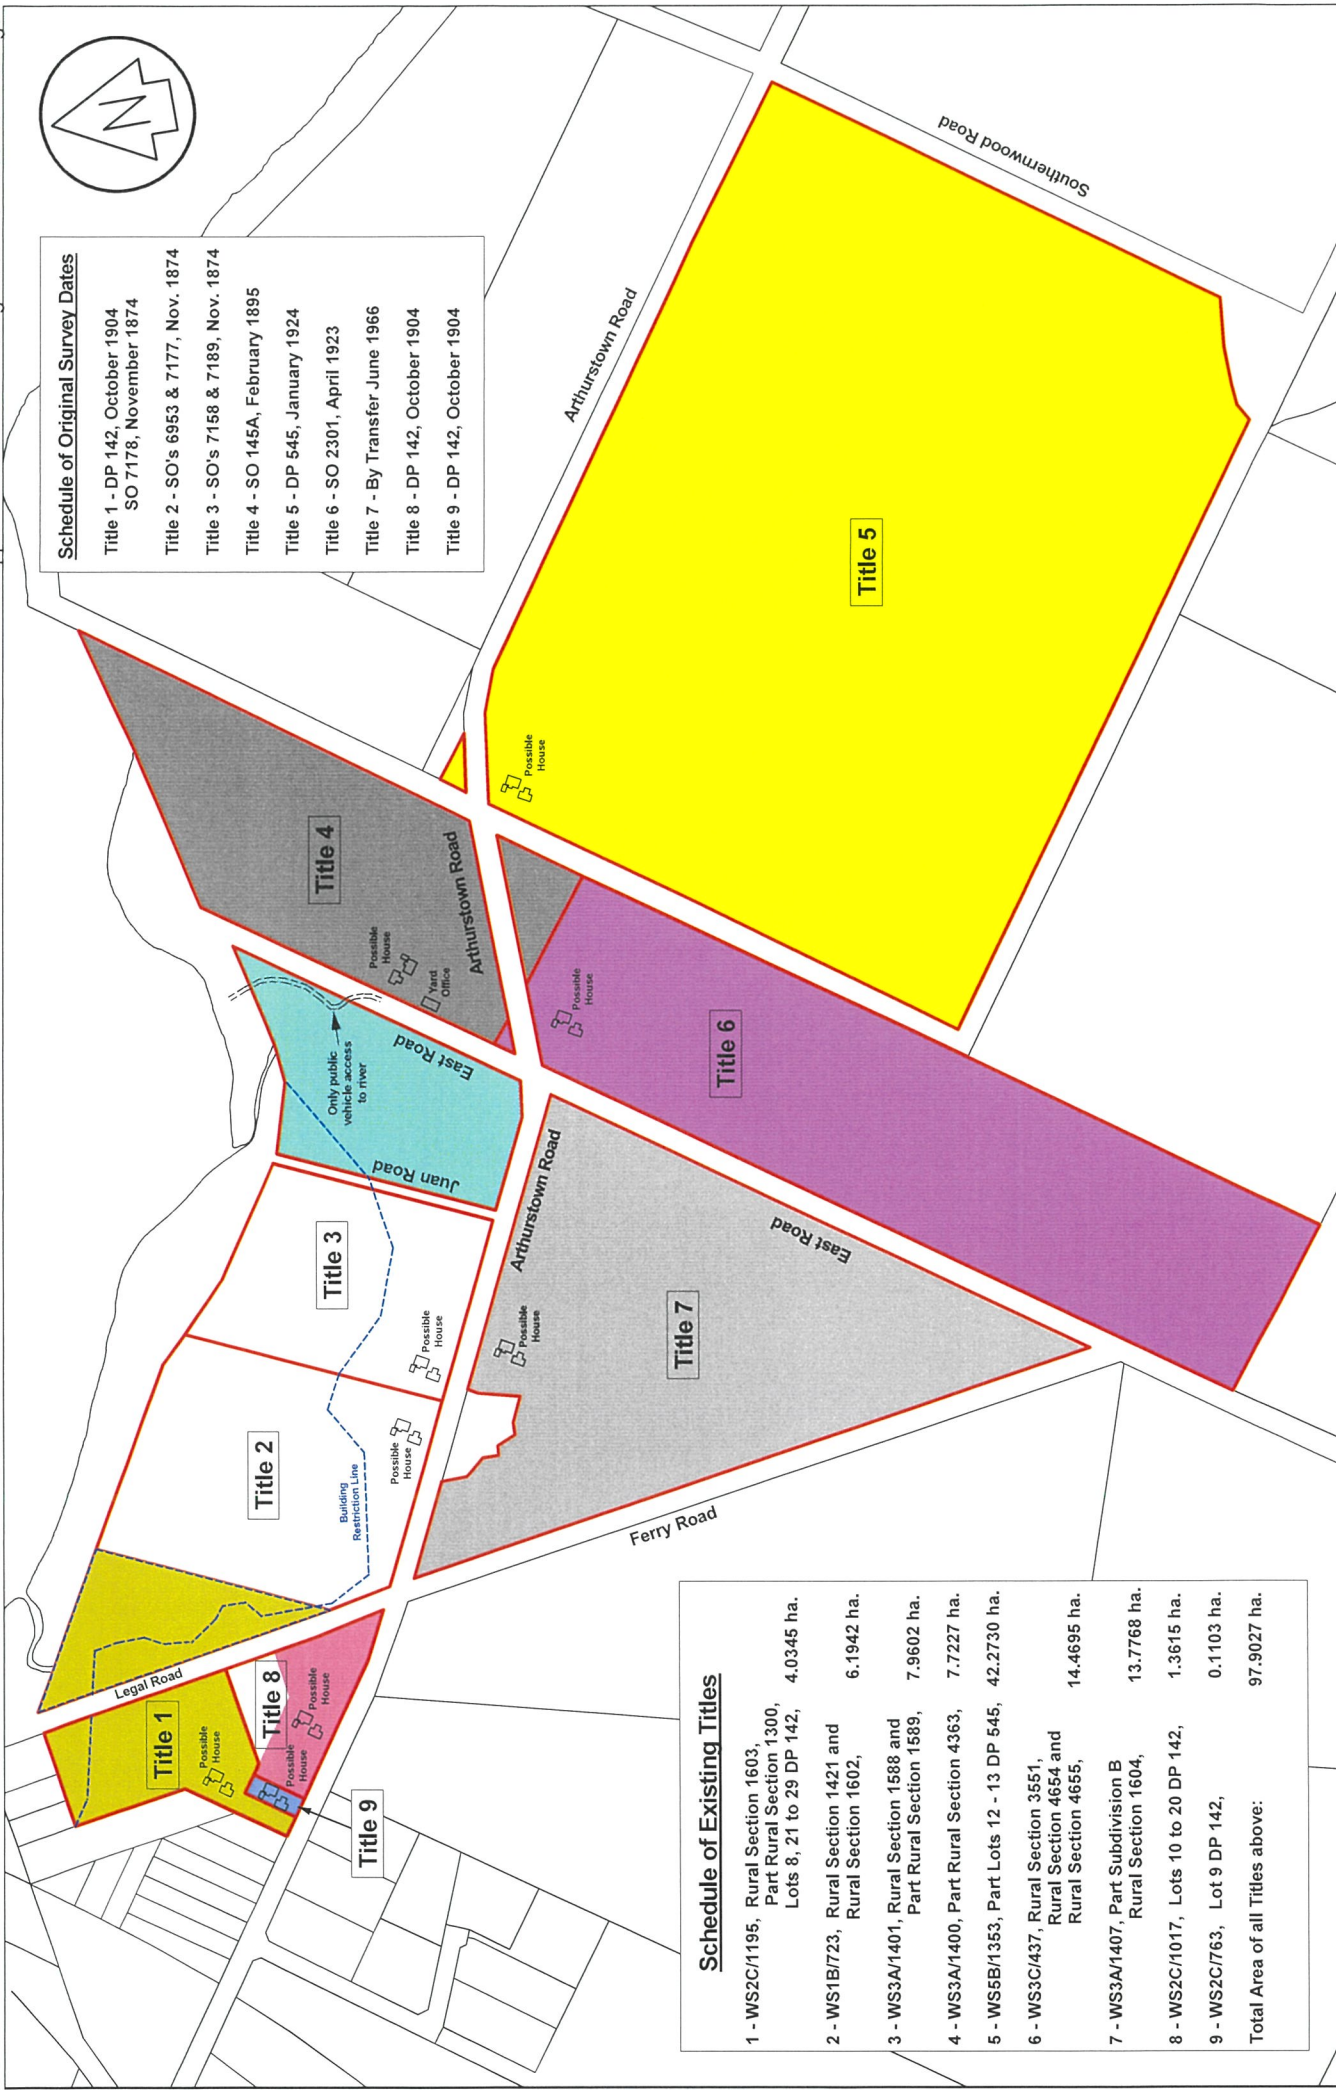 N
Schedule of Original Survey Dates
Title 1 - DP 142, October 1904
SO 7178, November 1874
Title 2 - SO's 6953 & 7177, Nov. 1874
Title 3 - SO's 7158 & 7189, Nov. 1874
Title 4 - SO 145A, February 1895
Title 5 - DP 545, January 1924
Title 6 - SO 2301, April 1923
Title 7 - By Transfer June 1966
Title 8 - DP 142, October 1904
Title 9 - DP 142, October 1904
Legal Road
Title 1
Possible
House
Title 8
Possible
House
Possible
House
Title 9
Title 2
Building
Restriction Line
Possible
House
Title 3
Possible
House
Juan Road
Only public
vehicle access
to river
East Road
Title 4
Possible
House
Yard
Office
Arthurstown Road
Arthurstown Road
Southernwood Road
Possible
House
Title 5
Possible
House
Title 6
Arthurstown Road
Possible
House
Title 7
East Road
Ferry Road
Schedule of Existing Titles
1 - WS2C/1195, Rural Section 1603,
Part Rural Section 1300,
Lots 8, 21 to 29 DP 142, 4.0345 ha.
2 - WS1B/723, Rural Section 1421 and
Rural Section 1602, 6.1942 ha.
3 - WS3A/1401, Rural Section 1588 and
Part Rural Section 1589, 7.9602 ha.
4 - WS3A/1400, Part Rural Section 4363, 7.7227 ha.
5 - WS5B/1353, Part Lots 12 - 13 DP 545, 42.2730 ha.
6 - WS3C/437, Rural Section 3551,
Rural Section 4654 and
Rural Section 4655, 14.4695 ha.
7 - WS3A/1407, Part Subdivision B
Rural Section 1604, 13.7768 ha.
8 - WS2C/1017, Lots 10 to 20 DP 142, 1.3615 ha.
9 - WS2C/763, Lot 9 DP 142, 0.1103 ha.
Total Area of all Titles above: 97.9027 ha.